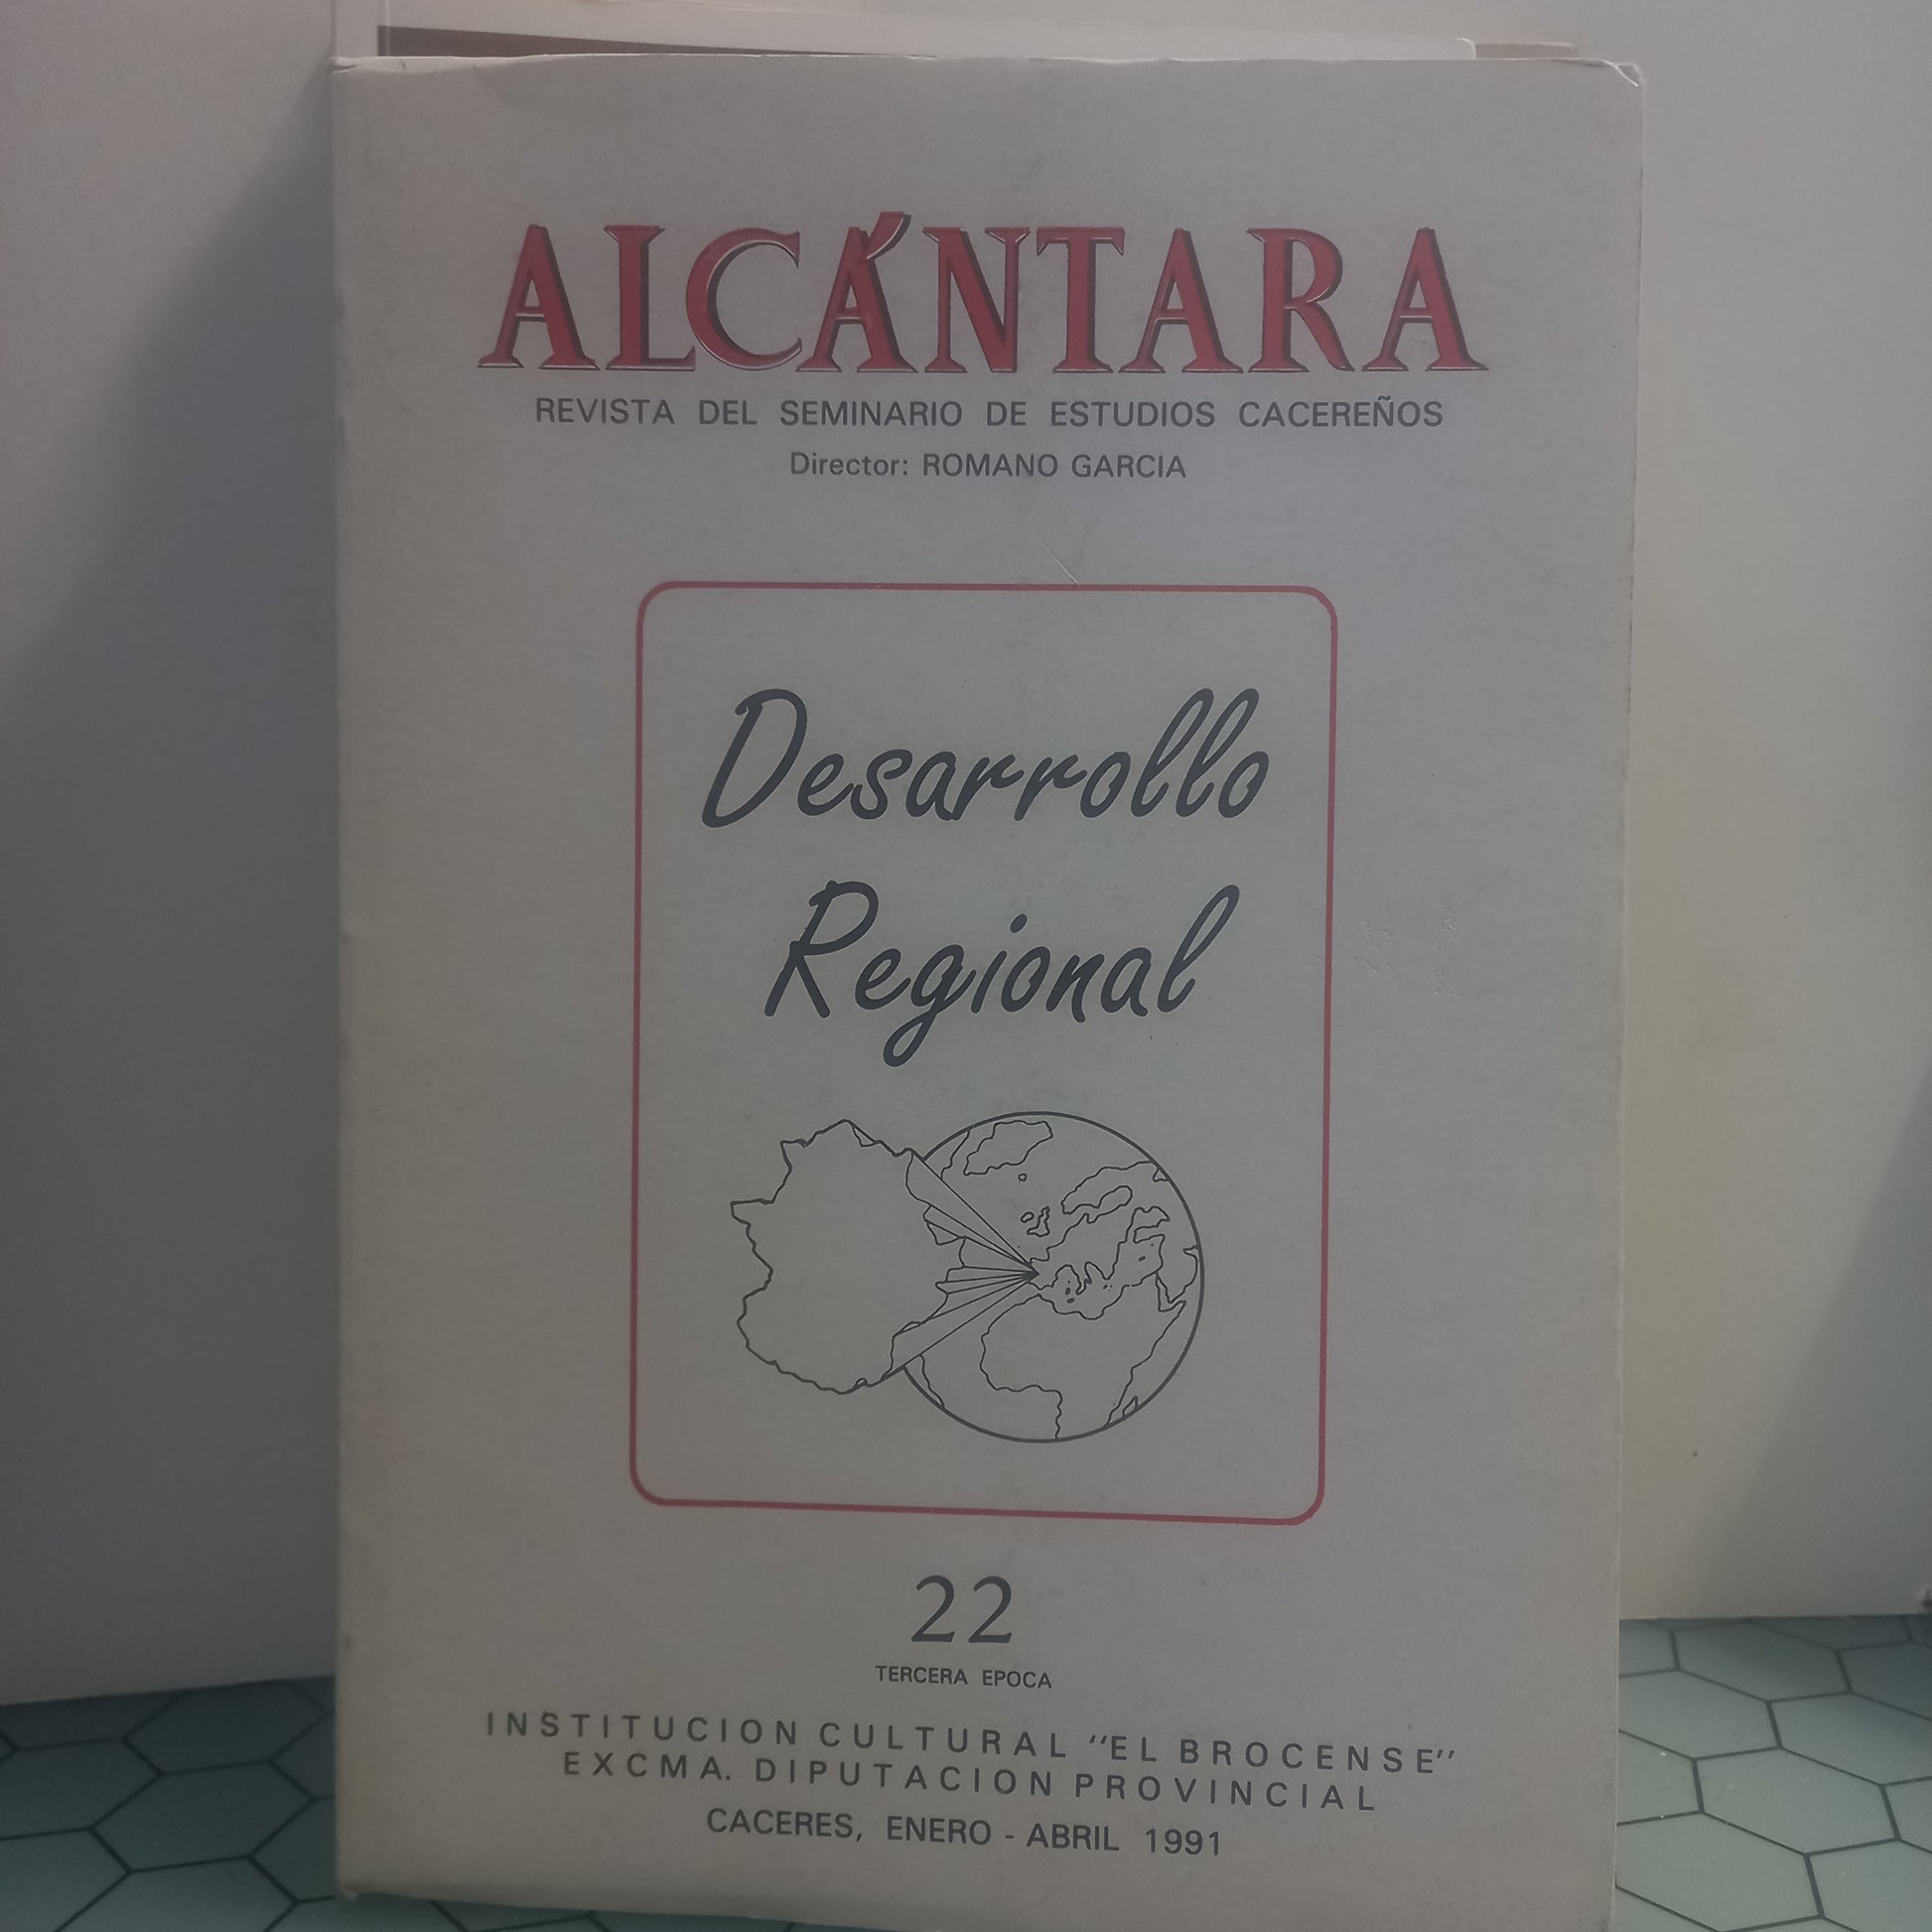 ALCÁNTARA
REVISTA DEL SEMINARIO DE ESTUDIOS CACEREÑOS
Director: ROMANO GARCIA
Desarrollo
Regional
22
TERCERA EPOCA
INSTITUCION CULTURAL "EL BROCENSE"
EXCMA. DIPUTACION PROVINCIAL
CACERES, ENERO - ABRIL 1991